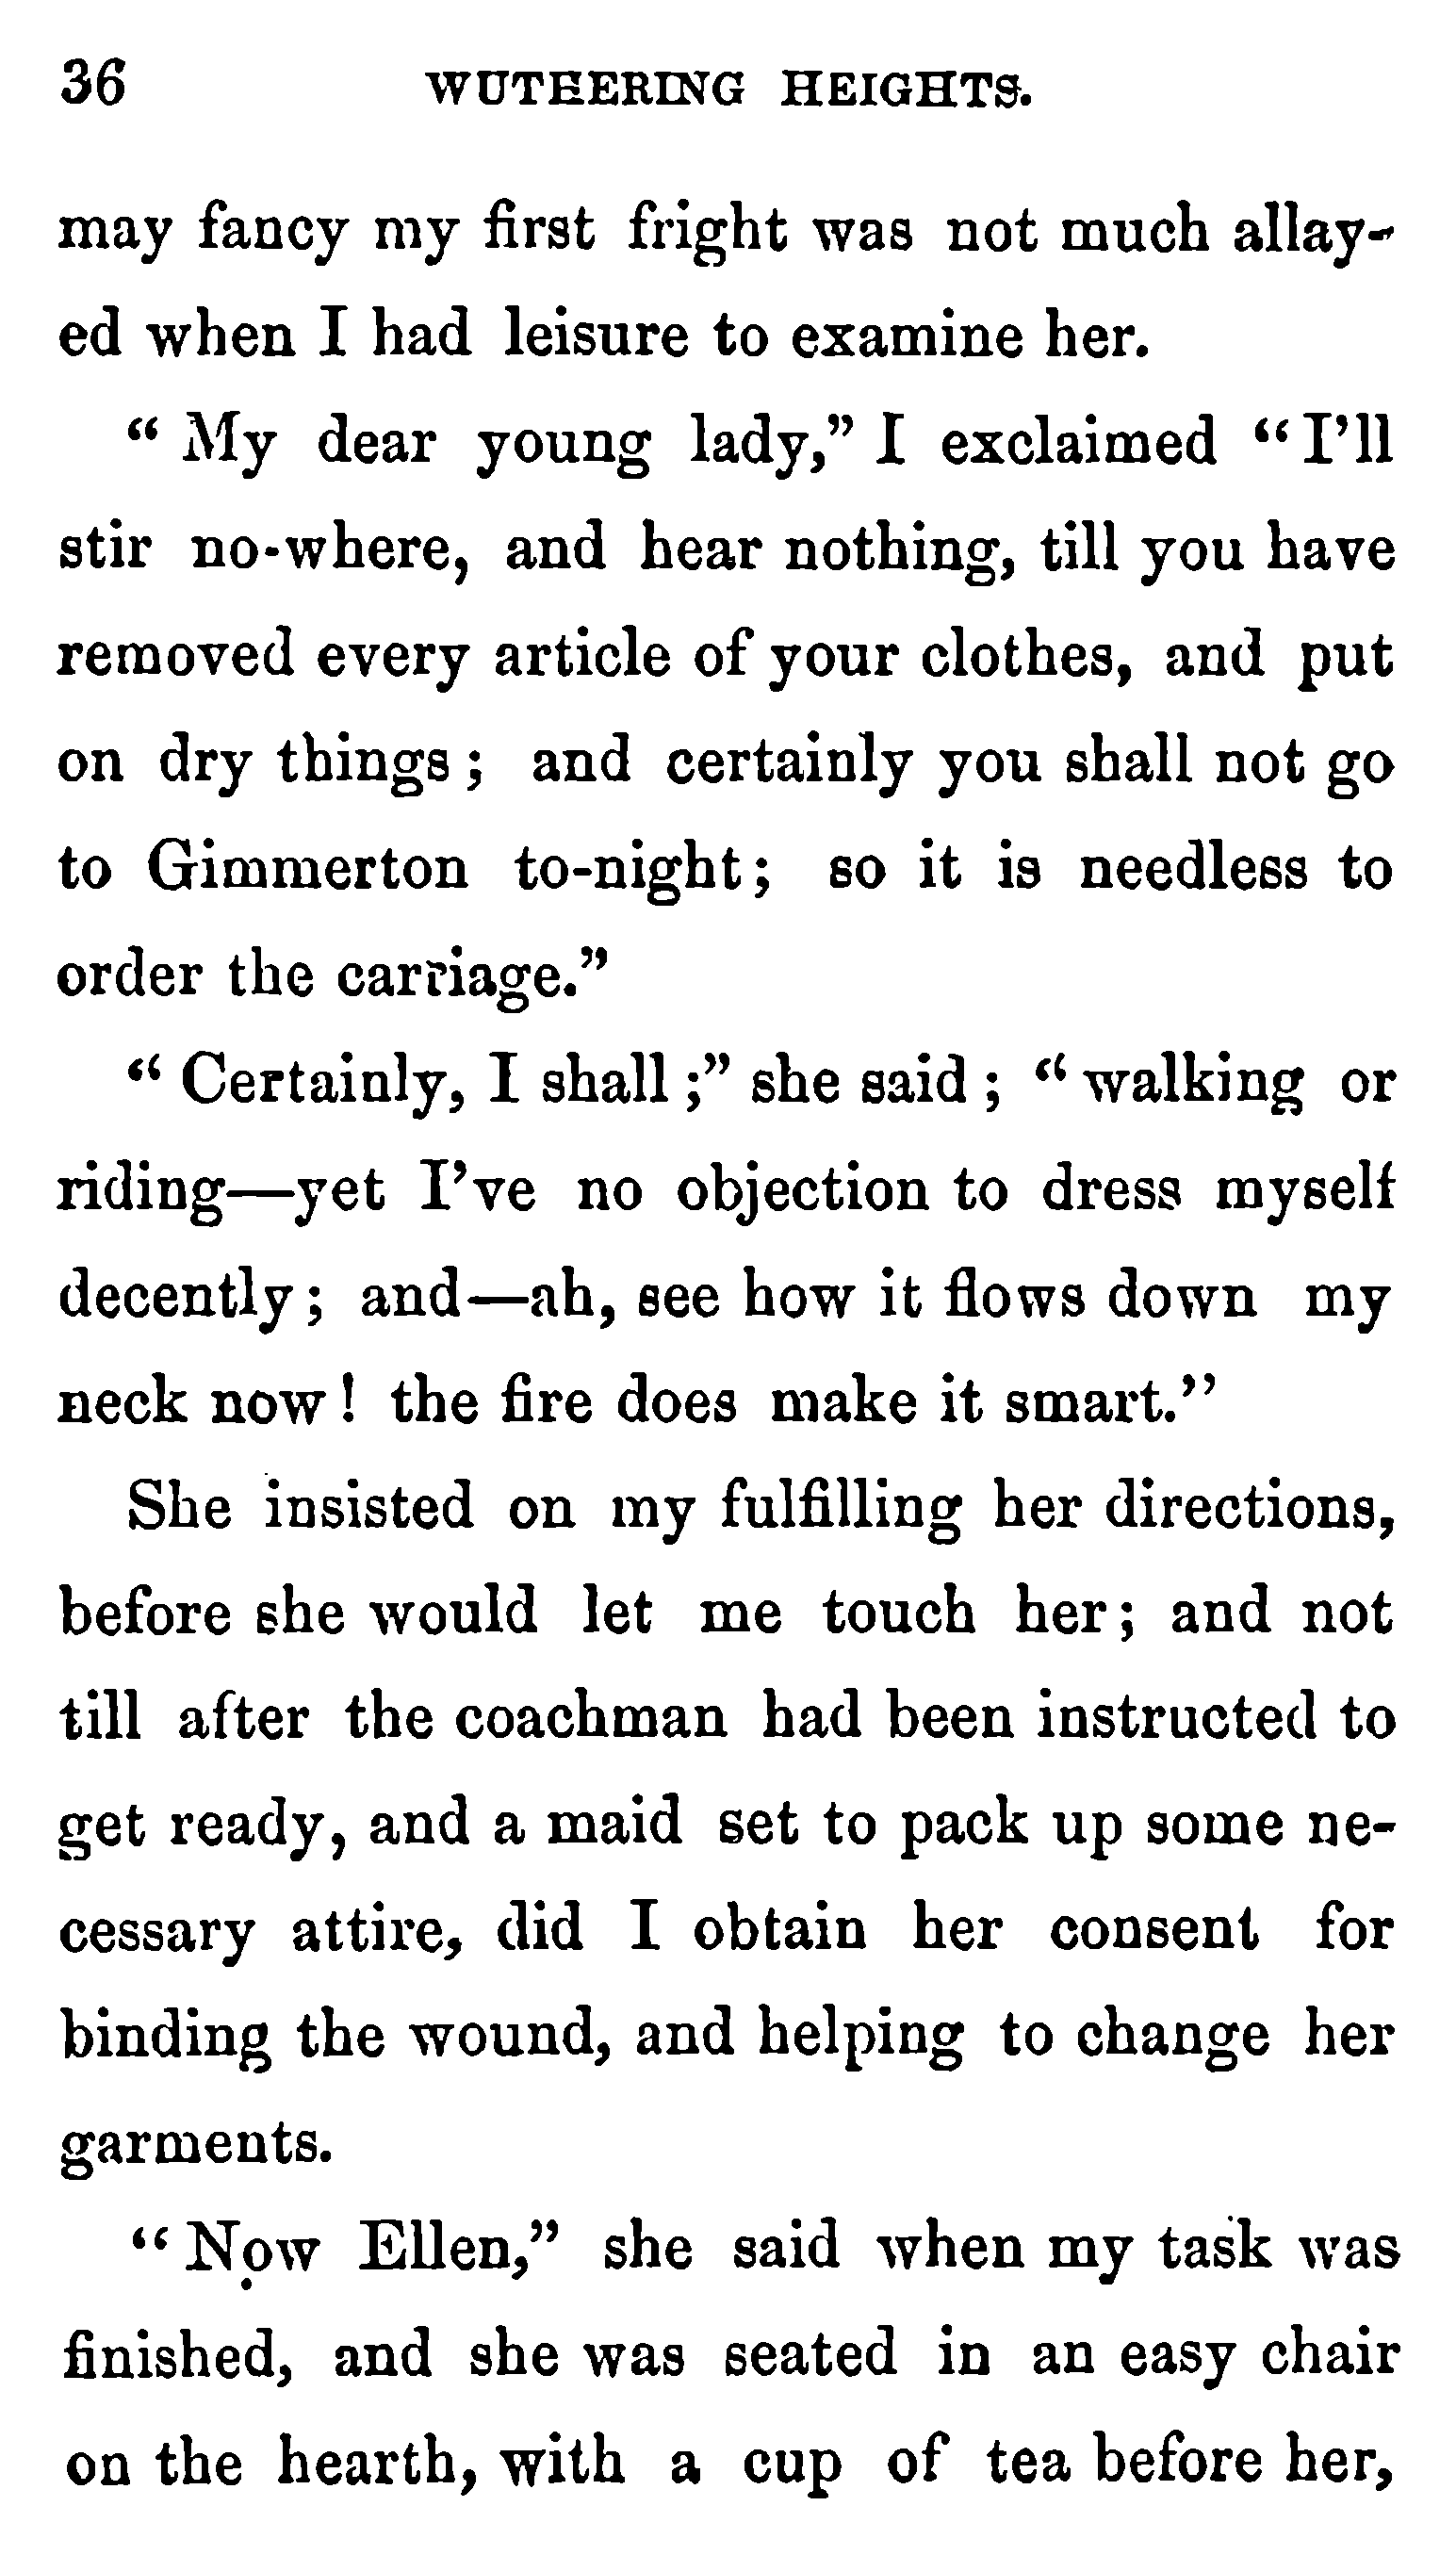 36 WUTHERING HEIGHTS.
may fancy my first fright was not much allay-
ed when I had leisure to examine her.
“ My dear young lady,” I exclaimed “ I’ll
stir no-where, and hear nothing, till you have
removed every article of your clothes, and put
on dry things ; and certainly you shall not go
to Gimmerton to-night ; so it is needless to
order the carriage.”
“ Certainly, I shall ;” she said ; “ walking or
riding—yet I’ve no objection to dress myself
decently ; and—ah, see how it flows down my
neck now ! the fire does make it smart.”
She insisted on my fulfilling her directions,
before she would let me touch her ; and not
till after the coachman had been instructed to
get ready, and a maid set to pack up some ne-
cessary attire, did I obtain her consent for
binding the wound, and helping to change her
garments.
“ Now Ellen,” she said when my task was
finished, and she was seated in an easy chair
on the hearth, with a cup of tea before her,